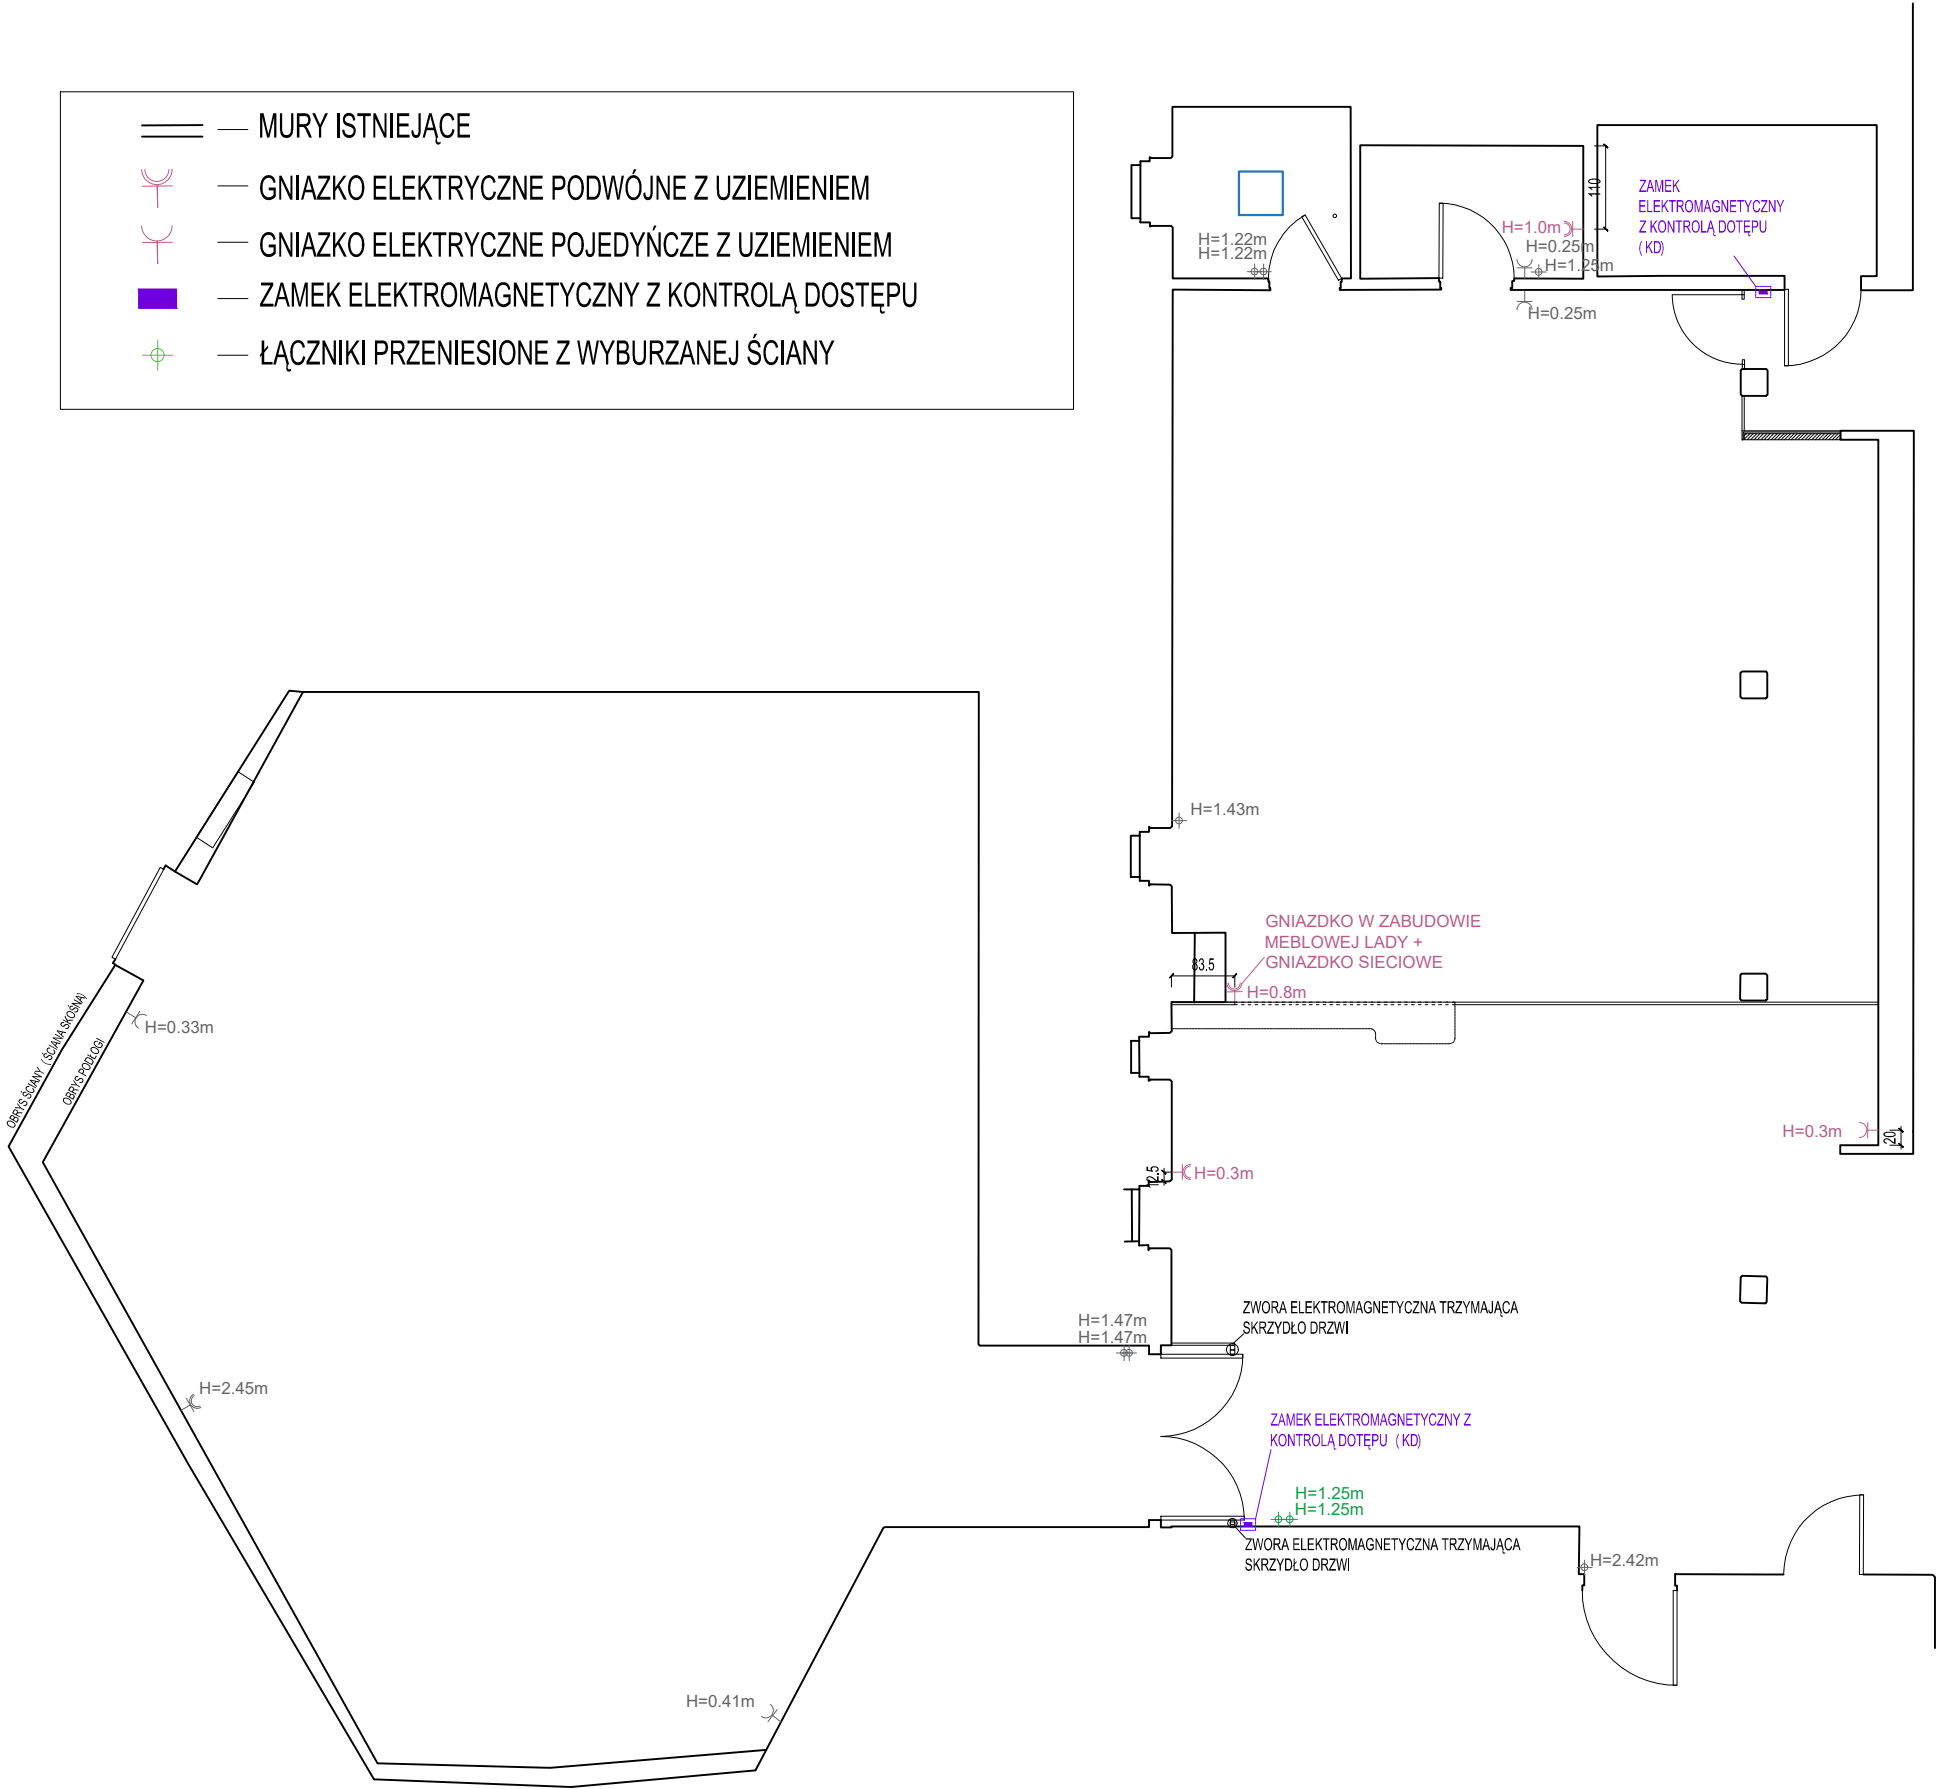 MURY ISTNIEJĄCE
GNIAZKO ELEKTRYCZNE PODWÓJNE Z UZIEMIENIEM
GNIAZKO ELEKTRYCZNE POJEDYŃCZE Z UZIEMIENIEM
ZAMEK ELEKTROMAGNETYCZNY Z KONTROLĄ DOSTĘPU
ŁĄCZNIKI PRZENIESIONE Z WYBURZANEJ ŚCIANY
110
ZAMEK
ELEKTROMAGNETYCZNY
Z KONTROLĄ DOTĘPU
( KD)
H=1.0m
H=1.22m
H=1.22m
H=0.25m
H=1.25m
H=0.25m
H=1.43m
GNIAZDKO W ZABUDOWIE
MEBLOWEJ LADY +
GNIAZDKO SIECIOWE
83.5
H=0.8m
OBRYS ŚCIANY ( ŚCIANA SKOŚNA)
OBRYS PODŁOGI
H=0.33m
H=0.3m
20
12.5
H=0.3m
ZWORA ELEKTROMAGNETYCZNA TRZYMAJĄCA
SKRZYDŁO DRZWI
H=1.47m
H=1.47m
H=2.45m
ZAMEK ELEKTROMAGNETYCZNY Z
KONTROLĄ DOTĘPU ( KD)
H=1.25m
H=1.25m
ZWORA ELEKTROMAGNETYCZNA TRZYMAJĄCA
SKRZYDŁO DRZWI
H=2.42m
H=0.41m